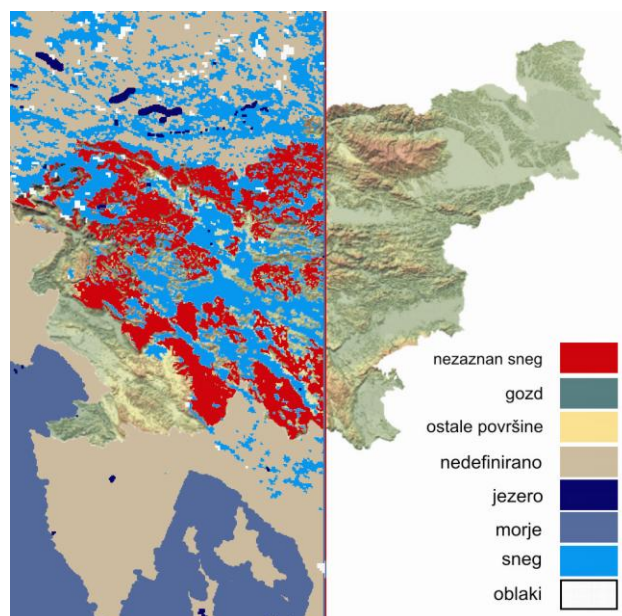 nezaznan sneg
gozd
ostale površine
nedefinirano
jezero
morje
sneg
oblaki